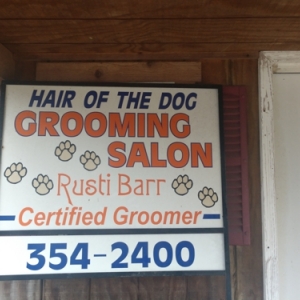 HAIR OF THE DOG
GROOMING
SALON
Rusti Barr
Certified Groomer
354-2400